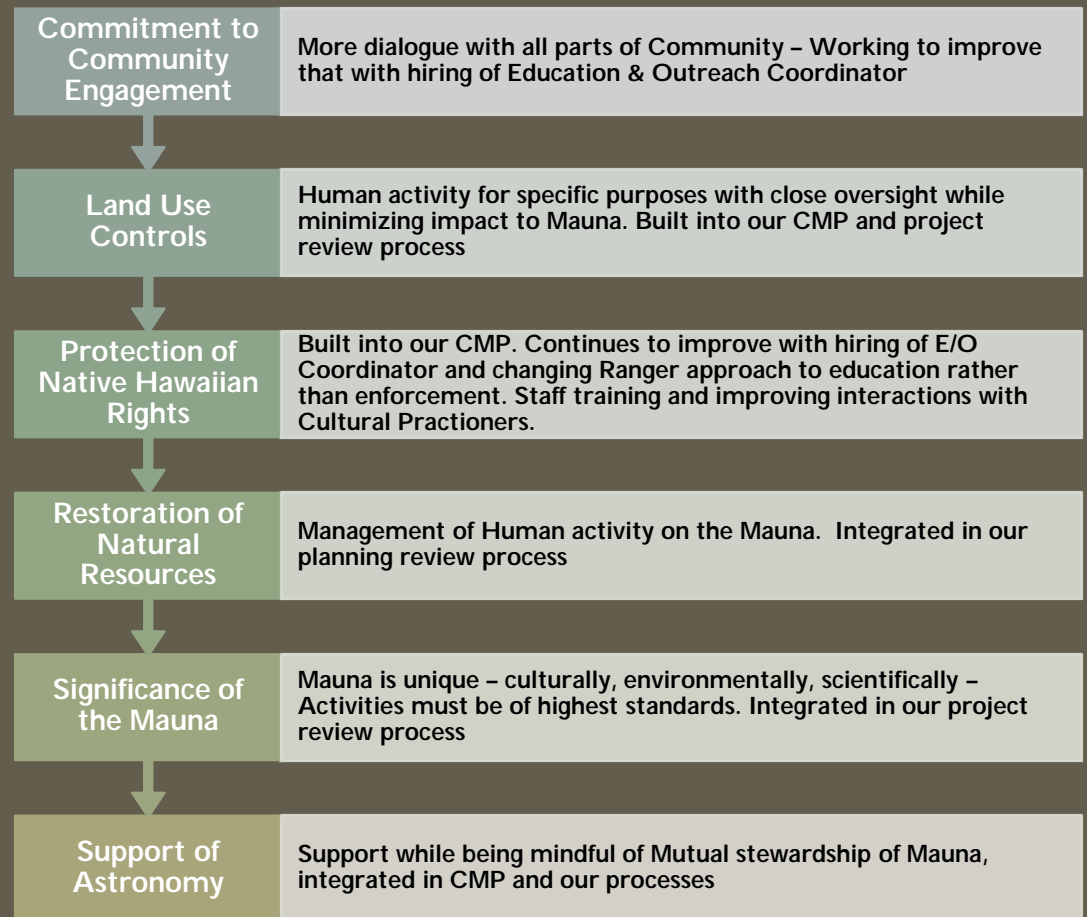 Commitment to
Community
Engagement
More dialogue with all parts of Community – Working to improve
that with hiring of Education & Outreach Coordinator
Land Use
Controls
Human activity for specific purposes with close oversight while
minimizing impact to Mauna. Built into our CMP and project
review process
Protection of
Native Hawaiian
Rights
Built into our CMP. Continues to improve with hiring of E/O
Coordinator and changing Ranger approach to education rather
than enforcement. Staff training and improving interactions with
Cultural Practioners.
Restoration of
Natural
Resources
Management of Human activity on the Mauna.  Integrated in our
planning review process
Significance of
the Mauna
Mauna is unique – culturally, environmentally, scientifically –
Activities must be of highest standards. Integrated in our project
review process
Support of
Astronomy
Support while being mindful of Mutual stewardship of Mauna,
integrated in CMP and our processes